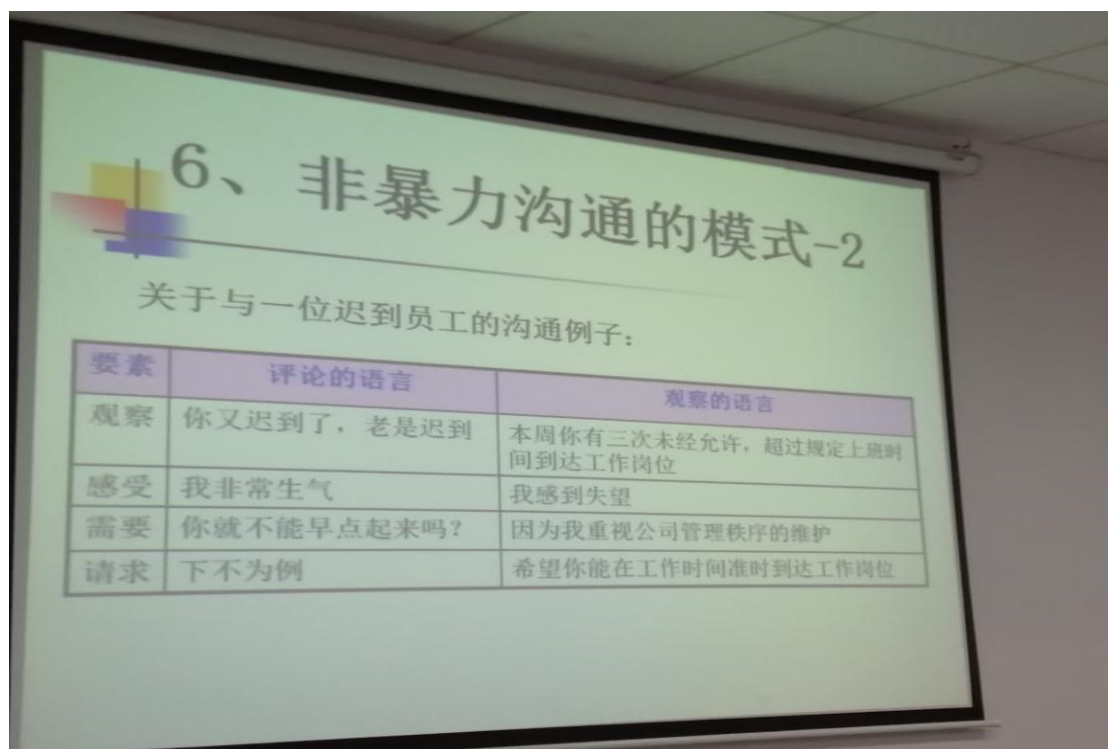 6、非暴力沟通的模式-2
关于与一位迟到员工的沟通例子：
要素 评论的语言 观察的语言
观察 你又迟到了，老是迟到 本周你有三次未经允许，超过规定上班时
间到达工作岗位
感受 我非常生气 我感到失望
需要 你就不能早点起来吗？ 因为我重视公司管理秩序的维护
请求 下不为例 希望你能在工作时间准时到达工作岗位